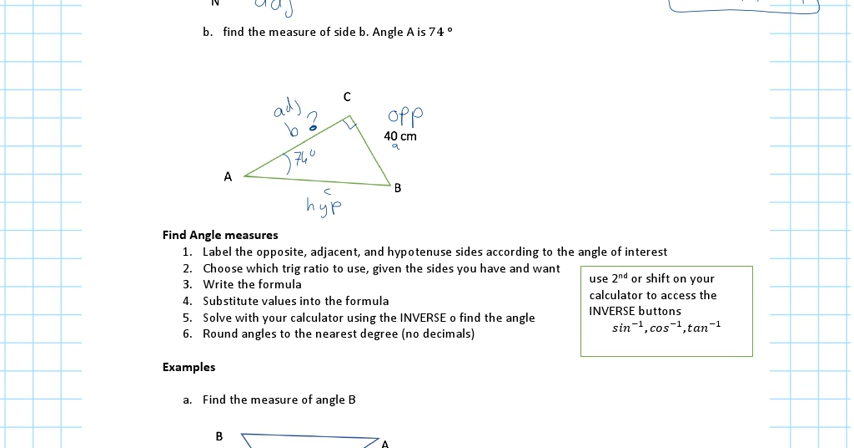 N adj
b. find the measure of side b. Angle A is 74 °
C
adj
opp
b ?
40 cm
a
74°
A
B
c
hyp
Find Angle measures
1. Label the opposite, adjacent, and hypotenuse sides according to the angle of interest
2. Choose which trig ratio to use, given the sides you have and want
3. Write the formula
4. Substitute values into the formula
5. Solve with your calculator using the INVERSE o find the angle
6. Round angles to the nearest degree (no decimals)
use 2nd or shift on your
calculator to access the
INVERSE buttons
sin⁻¹, cos⁻¹, tan⁻¹
Examples
a. Find the measure of angle B
B
A